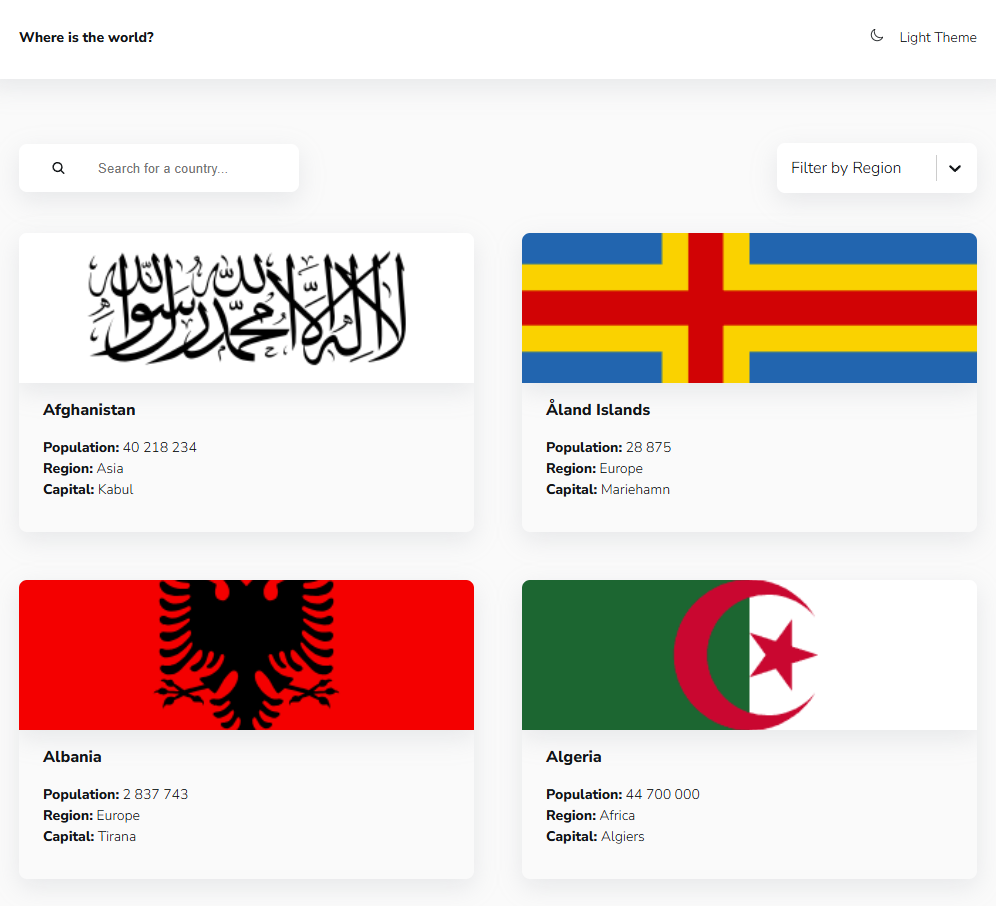 Where is the world?
Light Theme
Search for a country...
Filter by Region
لا إله إلا الله محمد رسول الله
Afghanistan
Population: 40 218 234
Region: Asia
Capital: Kabul
Åland Islands
Population: 28 875
Region: Europe
Capital: Mariehamn
Albania
Population: 2 837 743
Region: Europe
Capital: Tirana
Algeria
Population: 44 700 000
Region: Africa
Capital: Algiers